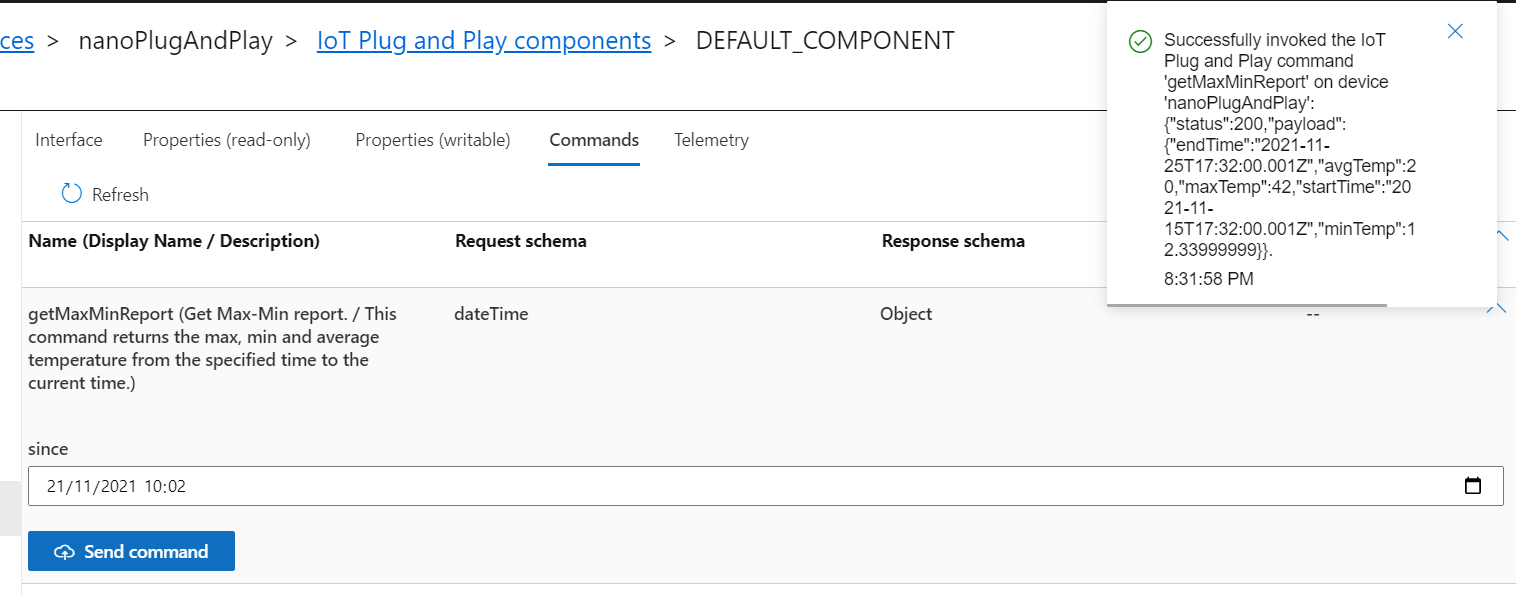 ces > nanoPlugAndPlay > IoT Plug and Play components > DEFAULT_COMPONENT
Successfully invoked the IoT
Plug and Play command
'getMaxMinReport' on device
'nanoPlugAndPlay':
{"status":200,"payload":
{"endTime":"2021-11-
25T17:32:00.001Z","avgTemp":2
0,"maxTemp":42,"startTime":"20
21-11-
15T17:32:00.001Z","minTemp":1
2.33999999}}.
8:31:58 PM
Interface Properties (read-only) Properties (writable) Commands Telemetry
Refresh
Name (Display Name / Description) Request schema Response schema
getMaxMinReport (Get Max-Min report. / This
command returns the max, min and average
temperature from the specified time to the
current time.)
dateTime
Object
--
since
21/11/2021 10:02
Send command